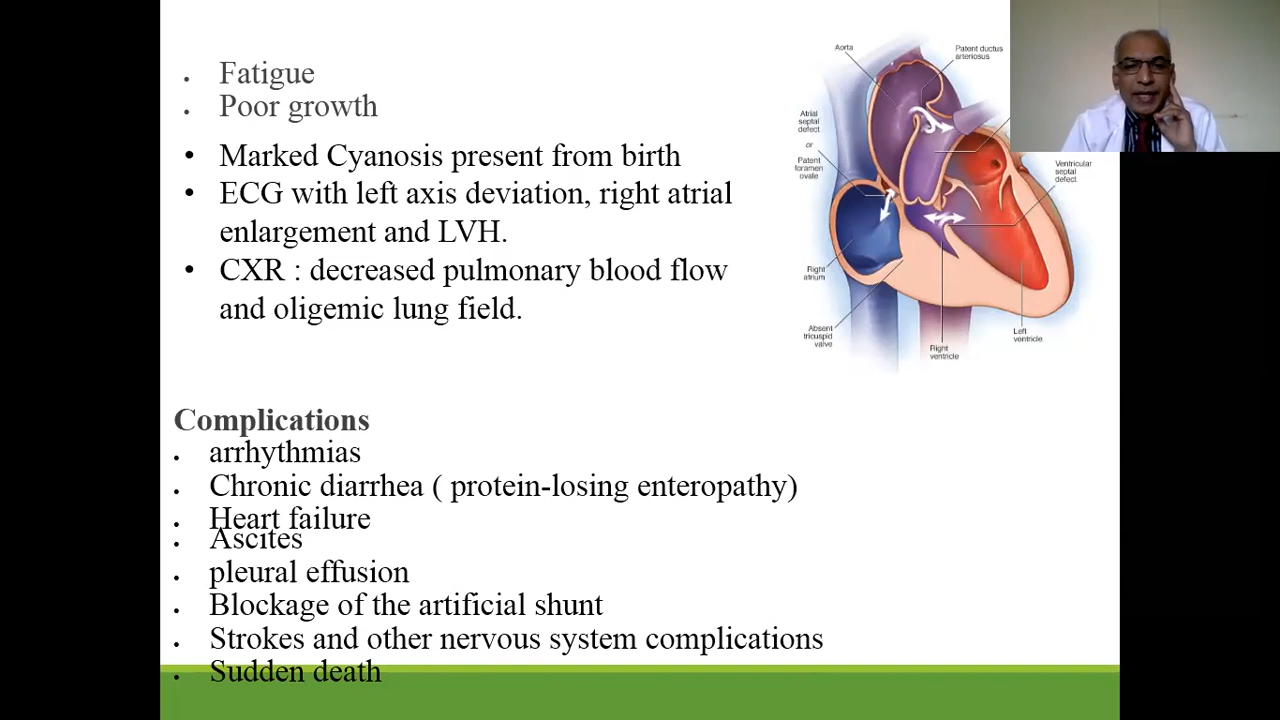 • Fatigue
• Poor growth
• Marked Cyanosis present from birth
• ECG with left axis deviation, right atrial
enlargement and LVH.
• CXR : decreased pulmonary blood flow
and oligemic lung field.
Aorta
Patent ductus
arteriosus
Atrial
septal
defect
or
Patent
foramen
ovale
Ventricular
septal
defect
Right
atrium
Absent
tricuspid
valve
Right
ventricle
Left
ventricle
Complications
• arrhythmias
• Chronic diarrhea ( protein-losing enteropathy)
• Heart failure
• Ascites
• pleural effusion
• Blockage of the artificial shunt
• Strokes and other nervous system complications
• Sudden death